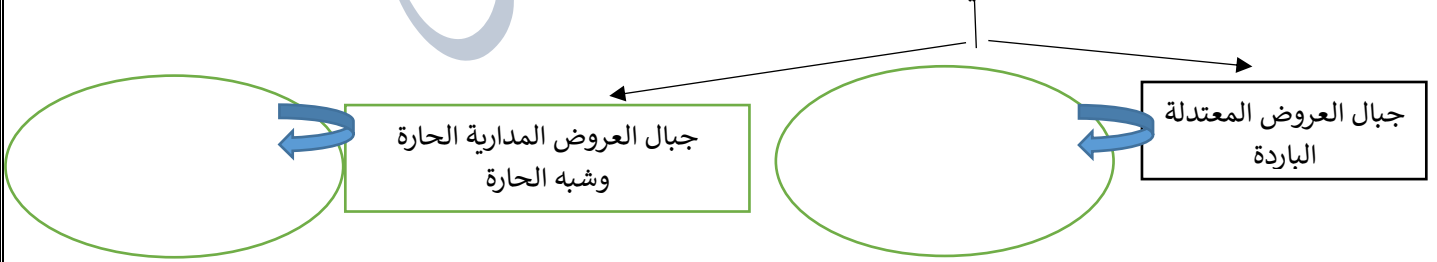 جبال العروض المعتدلة
الباردة
جبال العروض المدارية الحارة
وشبه الحارة